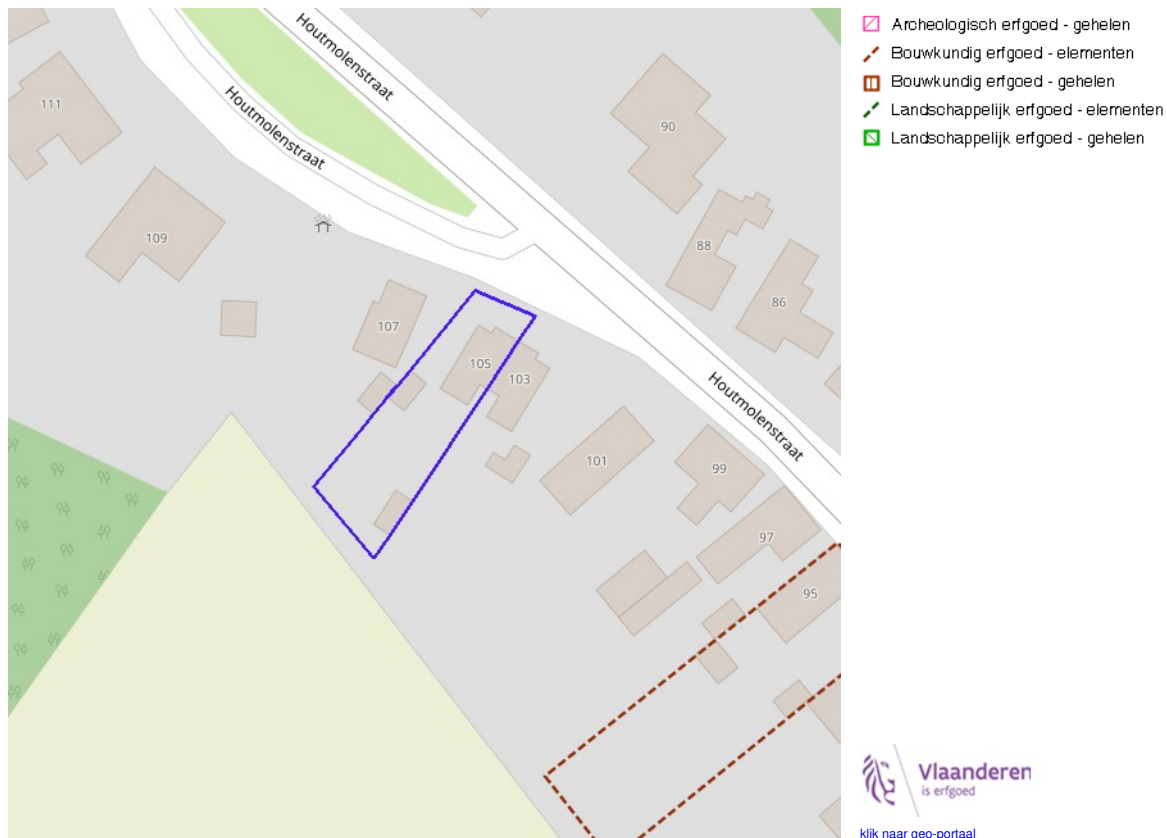 Houtmolenstraat
Houtmolenstraat
111
90
109
88
86
107
105
103
Houtmolenstraat
101
99
97
95
Archeologisch erfgoed - gehelen
Bouwkundig erfgoed - elementen
Bouwkundig erfgoed - gehelen
Landschappelijk erfgoed - elementen
Landschappelijk erfgoed - gehelen
Vlaanderen
is erfgoed
klik naar geo-portaal